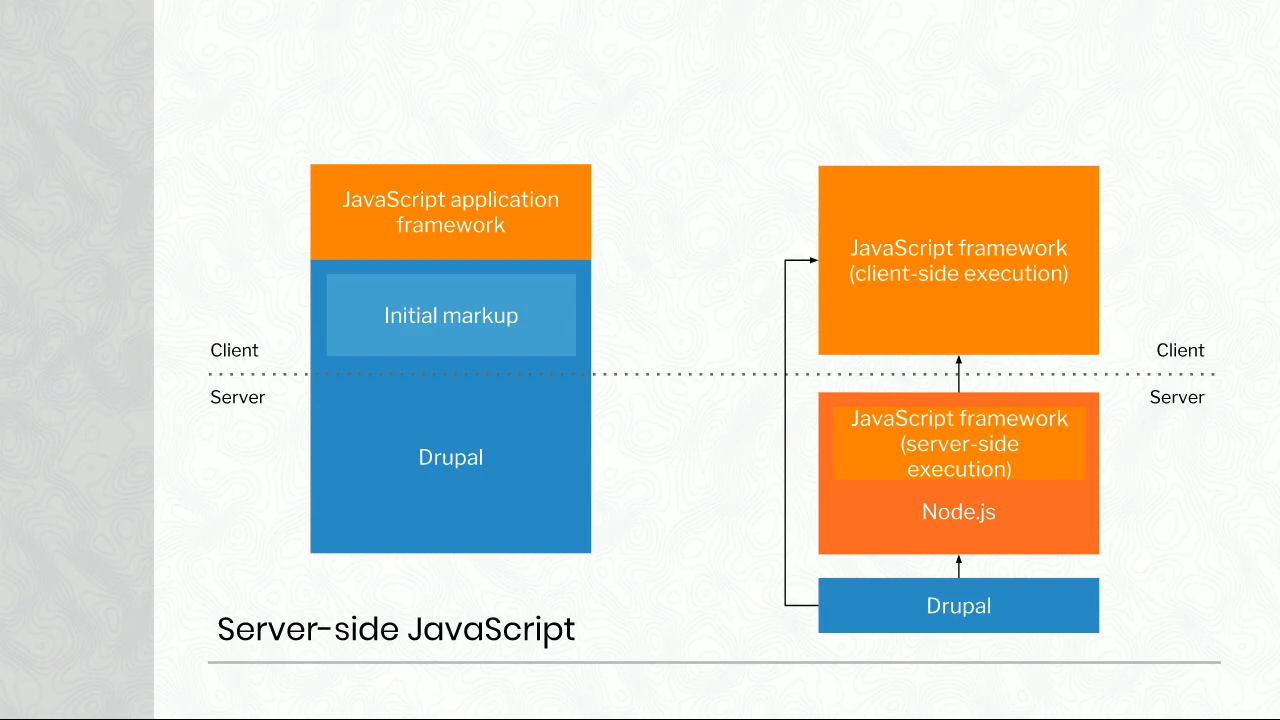 JavaScript application
framework
Initial markup
Client
Server
Drupal
JavaScript framework
(client-side execution)
Client
Server
JavaScript framework
(server-side
execution)
Node.js
Drupal
Server-side JavaScript